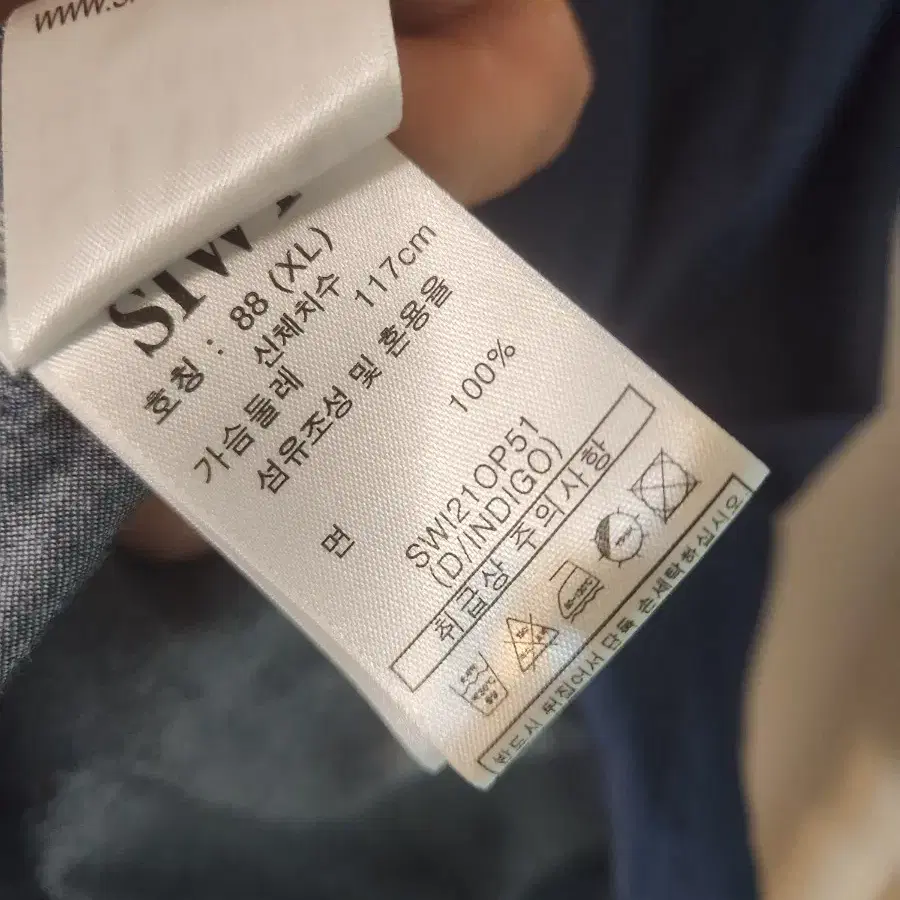 www.s
SIWY
호칭 : 88 (XL)
신체치수
가슴둘레 117cm
섬유조성 및 혼용율
면 100%
SWI21OP51
(D/INDIGO)
취급상 주의사항
반드시 뒤집어서 단독 손세탁하십시오